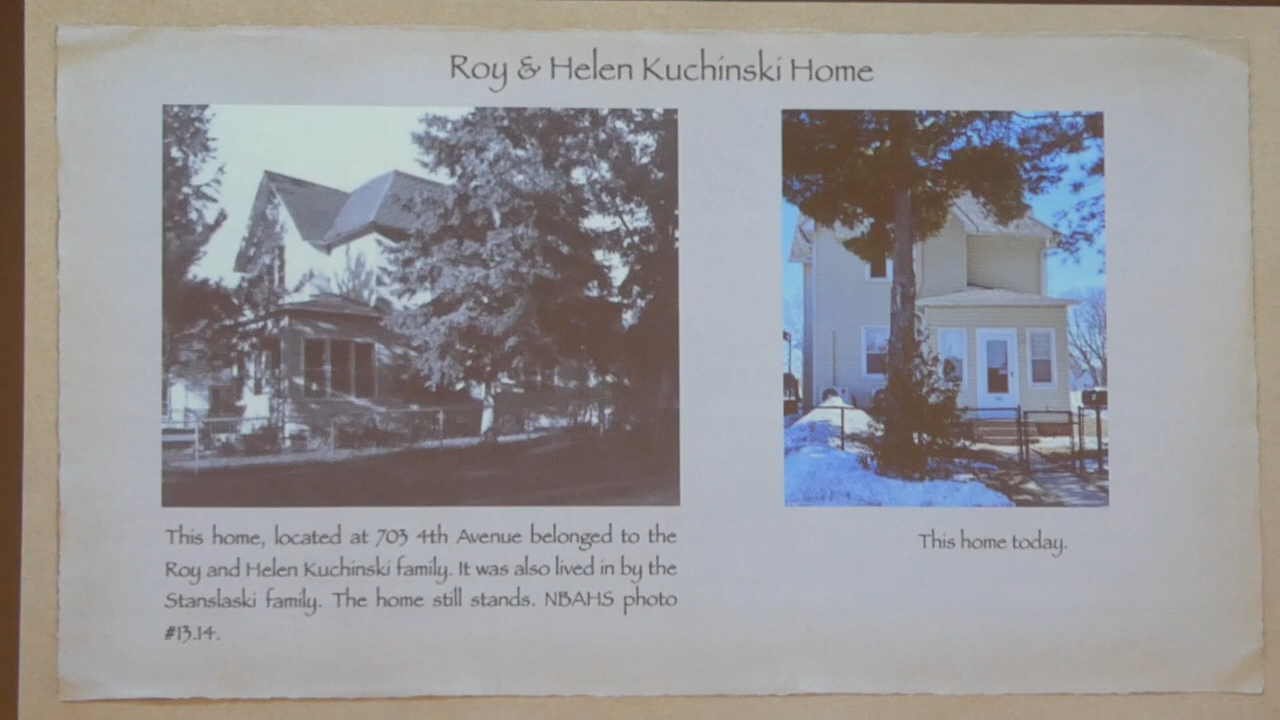 Roy & Helen Kuchinski Home
This home, located at 703 4th Avenue belonged to the
Roy and Helen Kuchinski family. It was also lived in by the
Stanslaski family. The home still stands. NBAHS photo
#13.14.
This home today.